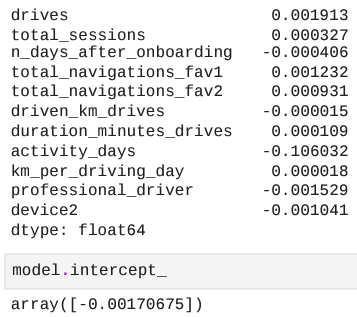 drives 0.001913
total_sessions 0.000327
n_days_after_onboarding -0.000406
total_navigations_fav1 0.001232
total_navigations_fav2 0.000931
driven_km_drives -0.000015
duration_minutes_drives 0.000109
activity_days -0.106032
km_per_driving_day 0.000018
professional_driver -0.001529
device2 -0.001041
dtype: float64
model.intercept_
array([-0.00170675])